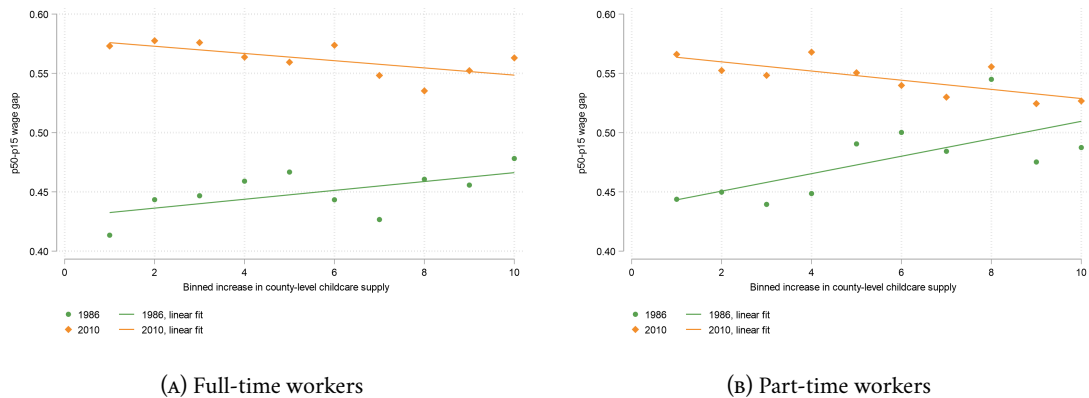 0.60
0.55
0.50
0.45
0.40
p50-p15 wage gap
0 2 4 6 8 10
Binned increase in county-level childcare supply
1986 1986, linear fit
2010 2010, linear fit
(A) Full-time workers
0.60
0.55
0.50
0.45
0.40
p50-p15 wage gap
0 2 4 6 8 10
Binned increase in county-level childcare supply
1986 1986, linear fit
2010 2010, linear fit
(B) Part-time workers